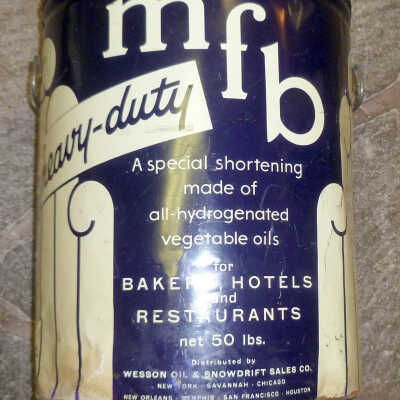 mfb
heavy-duty
A special shortening
made of
all-hydrogenated
vegetable oils
for
BAKERS, HOTELS
and
RESTAURANTS
net 50 lbs.
Distributed by
WESSON OIL & SNOWDRIFT SALES CO.
NEW YORK · SAVANNAH · CHICAGO
NEW ORLEANS · MEMPHIS · SAN FRANCISCO · HOUSTON